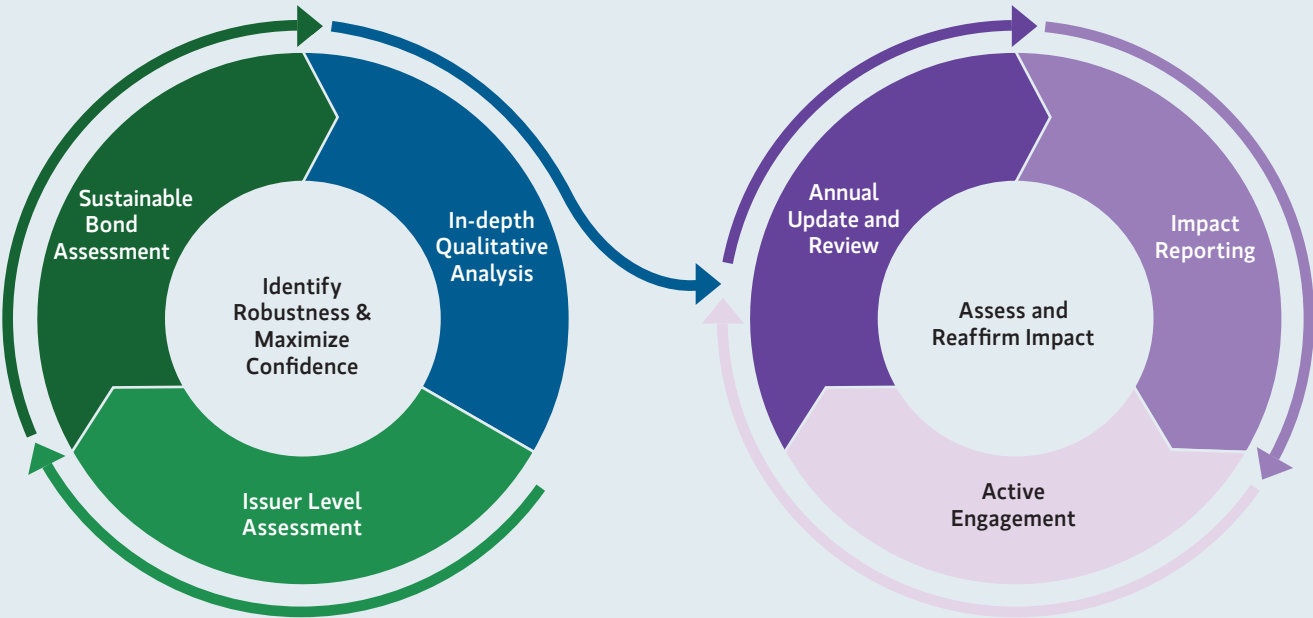 Sustainable
Bond
Assessment
In-depth
Qualitative
Analysis
Identify
Robustness &
Maximize
Confidence
Issuer Level
Assessment
Annual
Update and
Review
Impact
Reporting
Assess and
Reaffirm Impact
Active
Engagement